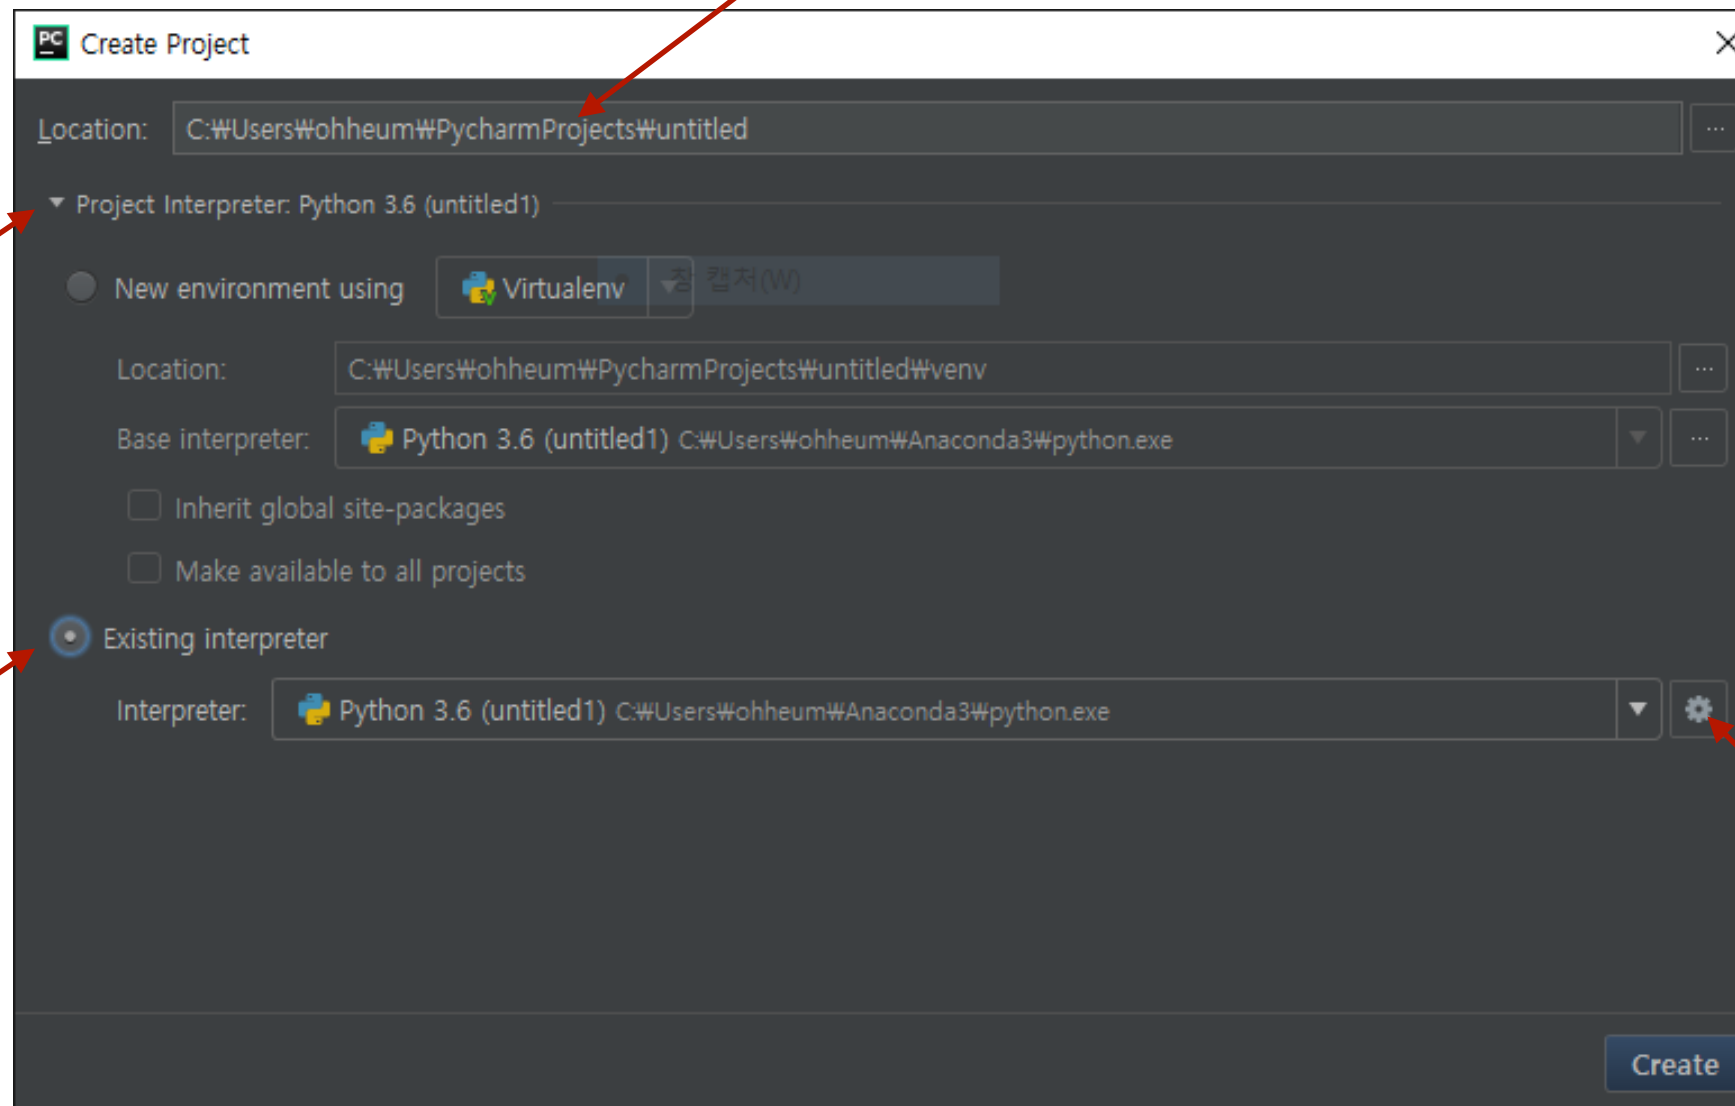 PC Create Project
Location: C:₩Users₩ohheum₩PycharmProjects₩untitled ...
Project Interpreter: Python 3.6 (untitled1)
New environment using Virtualenv 창 캡처(W)
Location: C:₩Users₩ohheum₩PycharmProjects₩untitled₩venv ...
Base interpreter: Python 3.6 (untitled1) C:₩Users₩ohheum₩Anaconda3₩python.exe ...
Inherit global site-packages
Make available to all projects
Existing interpreter
Interpreter: Python 3.6 (untitled1) C:₩Users₩ohheum₩Anaconda3₩python.exe
Create